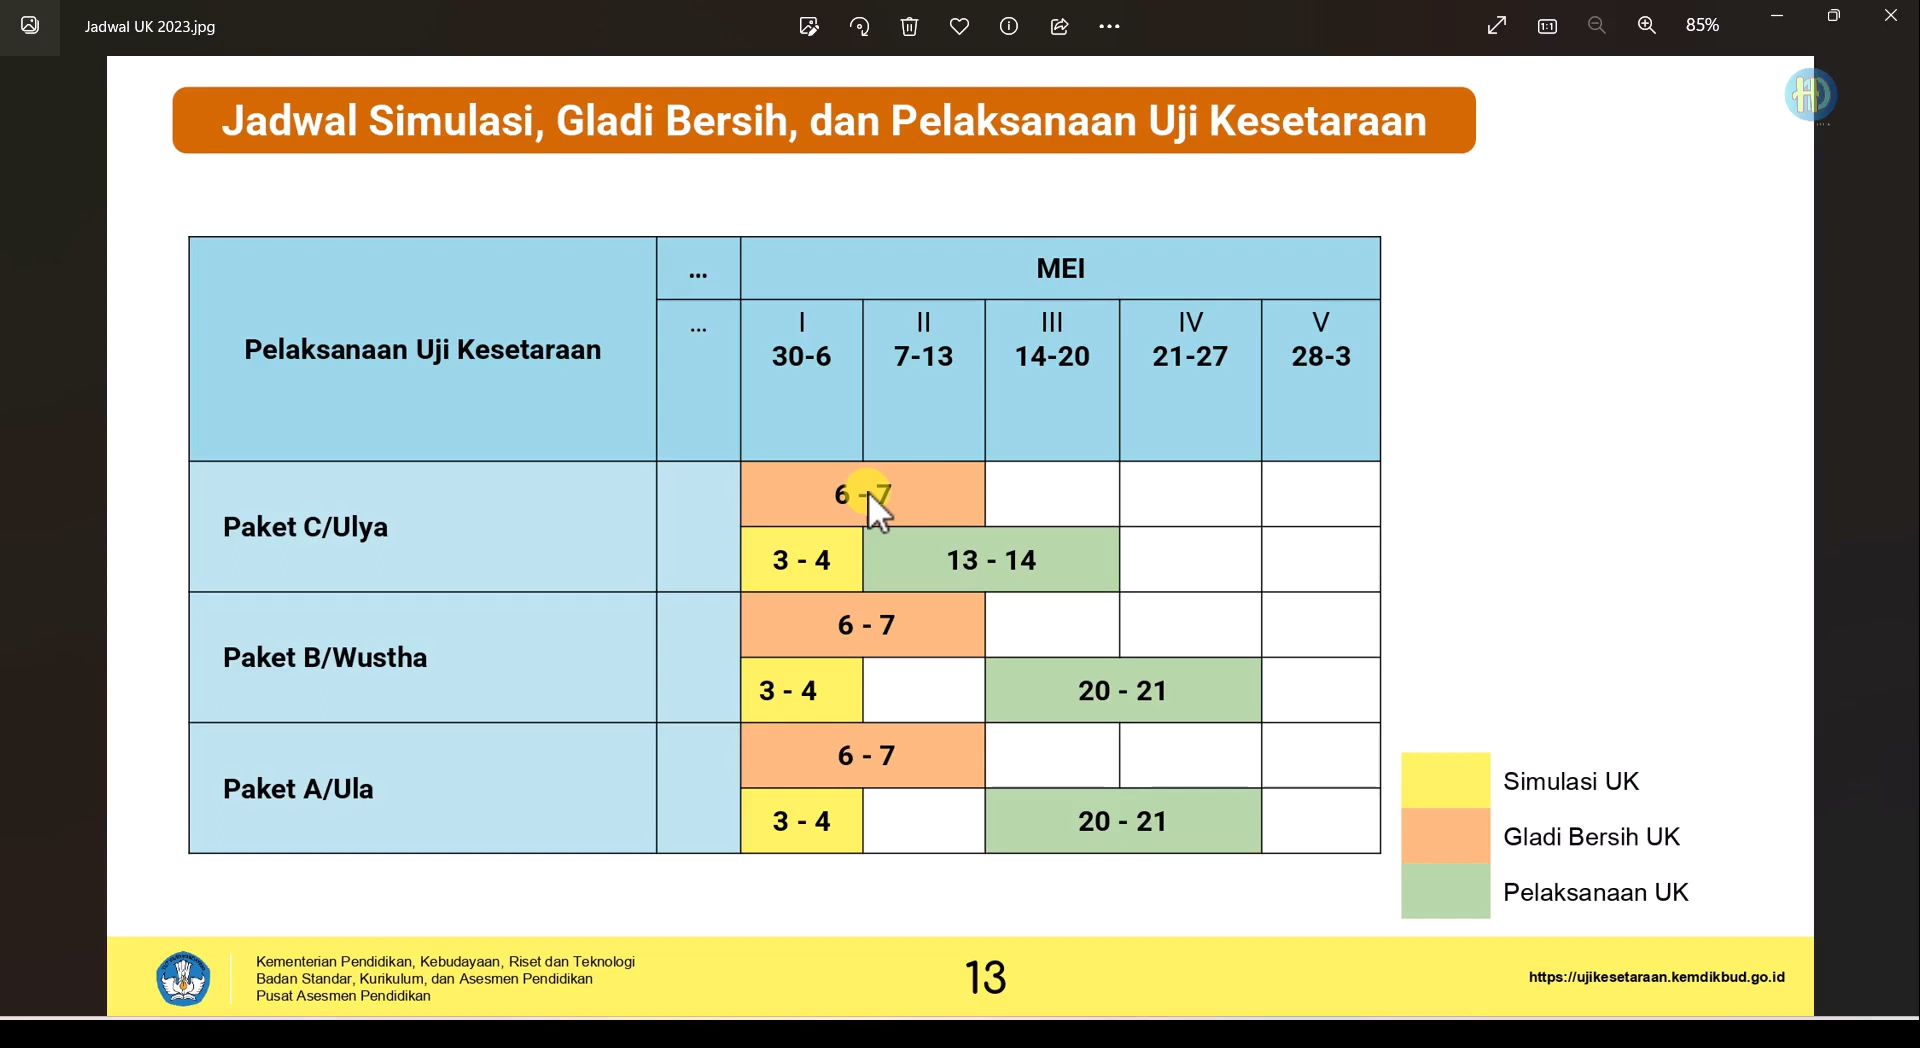 Jadwal UK 2023.jpg
85%
Jadwal Simulasi, Gladi Bersih, dan Pelaksanaan Uji Kesetaraan
Pelaksanaan Uji Kesetaraan
...
MEI
...
I
30-6
II
7-13
III
14-20
IV
21-27
V
28-3
Paket C/Ulya
6 - 7
3 - 4
13 - 14
Paket B/Wustha
6 - 7
3 - 4
20 - 21
Paket A/Ula
6 - 7
3 - 4
20 - 21
Simulasi UK
Gladi Bersih UK
Pelaksanaan UK
Kementerian Pendidikan, Kebudayaan, Riset dan Teknologi
Badan Standar, Kurikulum, dan Asesmen Pendidikan
Pusat Asesmen Pendidikan
13
https://ujikesetaraan.kemdikbud.go.id